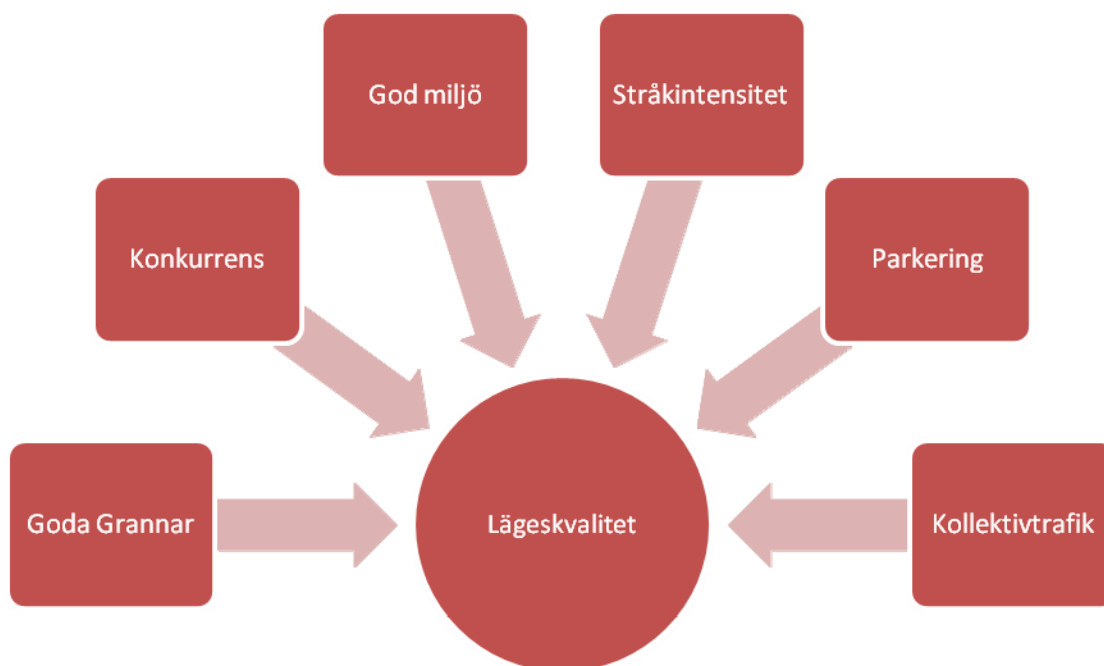 God miljö
Stråkintensitet
Konkurrens
Parkering
Goda Grannar
Lägeskvalitet
Kollektivtrafik